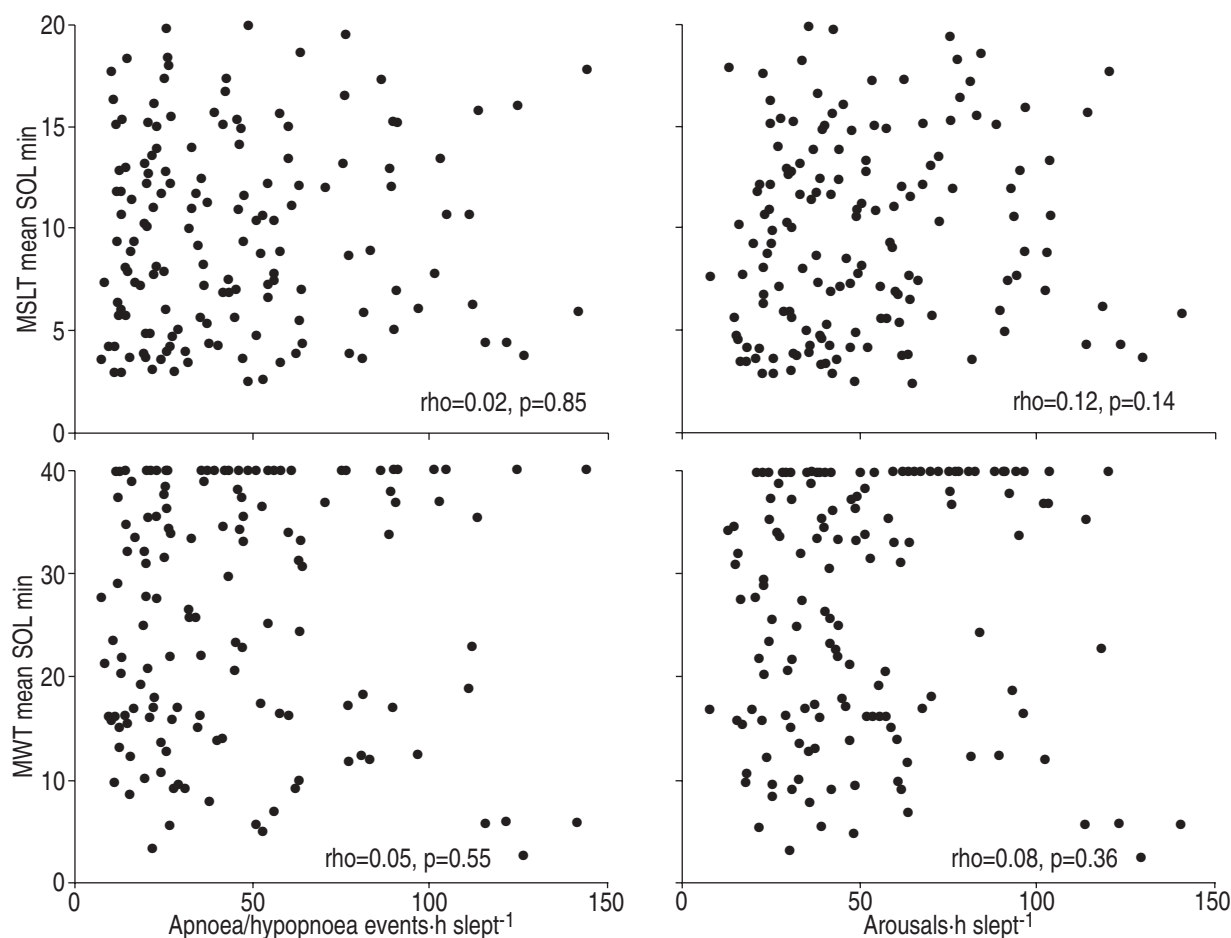 20
15
10
5
0
MSLT mean SOL min
rho=0.02, p=0.85
rho=0.12, p=0.14
40
30
20
10
0
MWT mean SOL min
rho=0.05, p=0.55
rho=0.08, p=0.36
0 50 100 150
Apnoea/hypopnoea events·h slept⁻¹
0 50 100 150
Arousals·h slept⁻¹